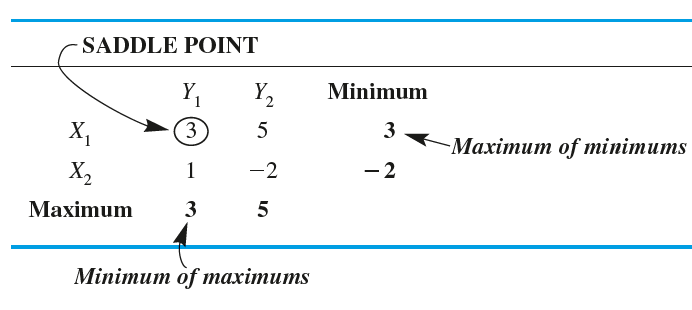 SADDLE POINT
Y₁ Y₂ Minimum
X₁ 3 5 3
Maximum of minimums
X₂ 1 −2 −2
Maximum 3 5
Minimum of maximums